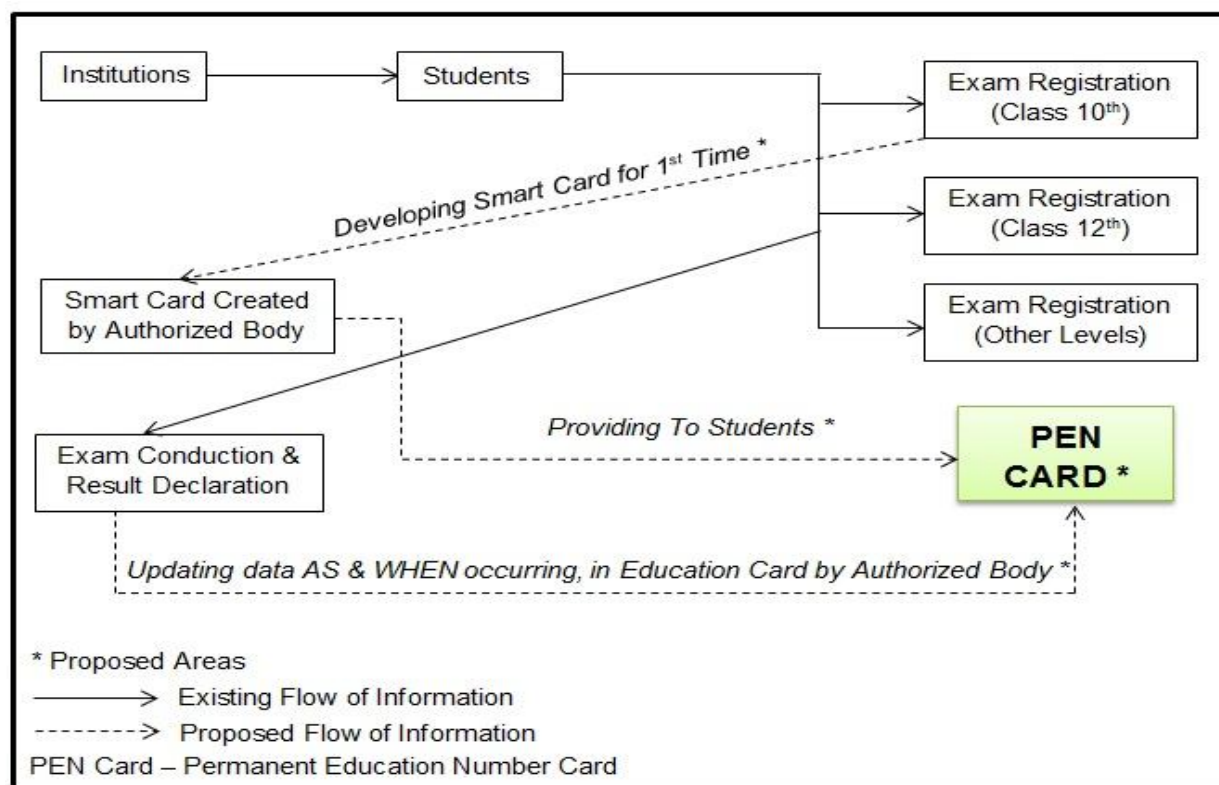 Institutions
Students
Exam Registration
(Class 10th)
Developing Smart Card for 1st Time *
Exam Registration
(Class 12th)
Smart Card Created
by Authorized Body
Exam Registration
(Other Levels)
Providing To Students *
PEN
CARD *
Exam Conduction &
Result Declaration
Updating data AS & WHEN occurring, in Education Card by Authorized Body *
* Proposed Areas
Existing Flow of Information
Proposed Flow of Information
PEN Card – Permanent Education Number Card